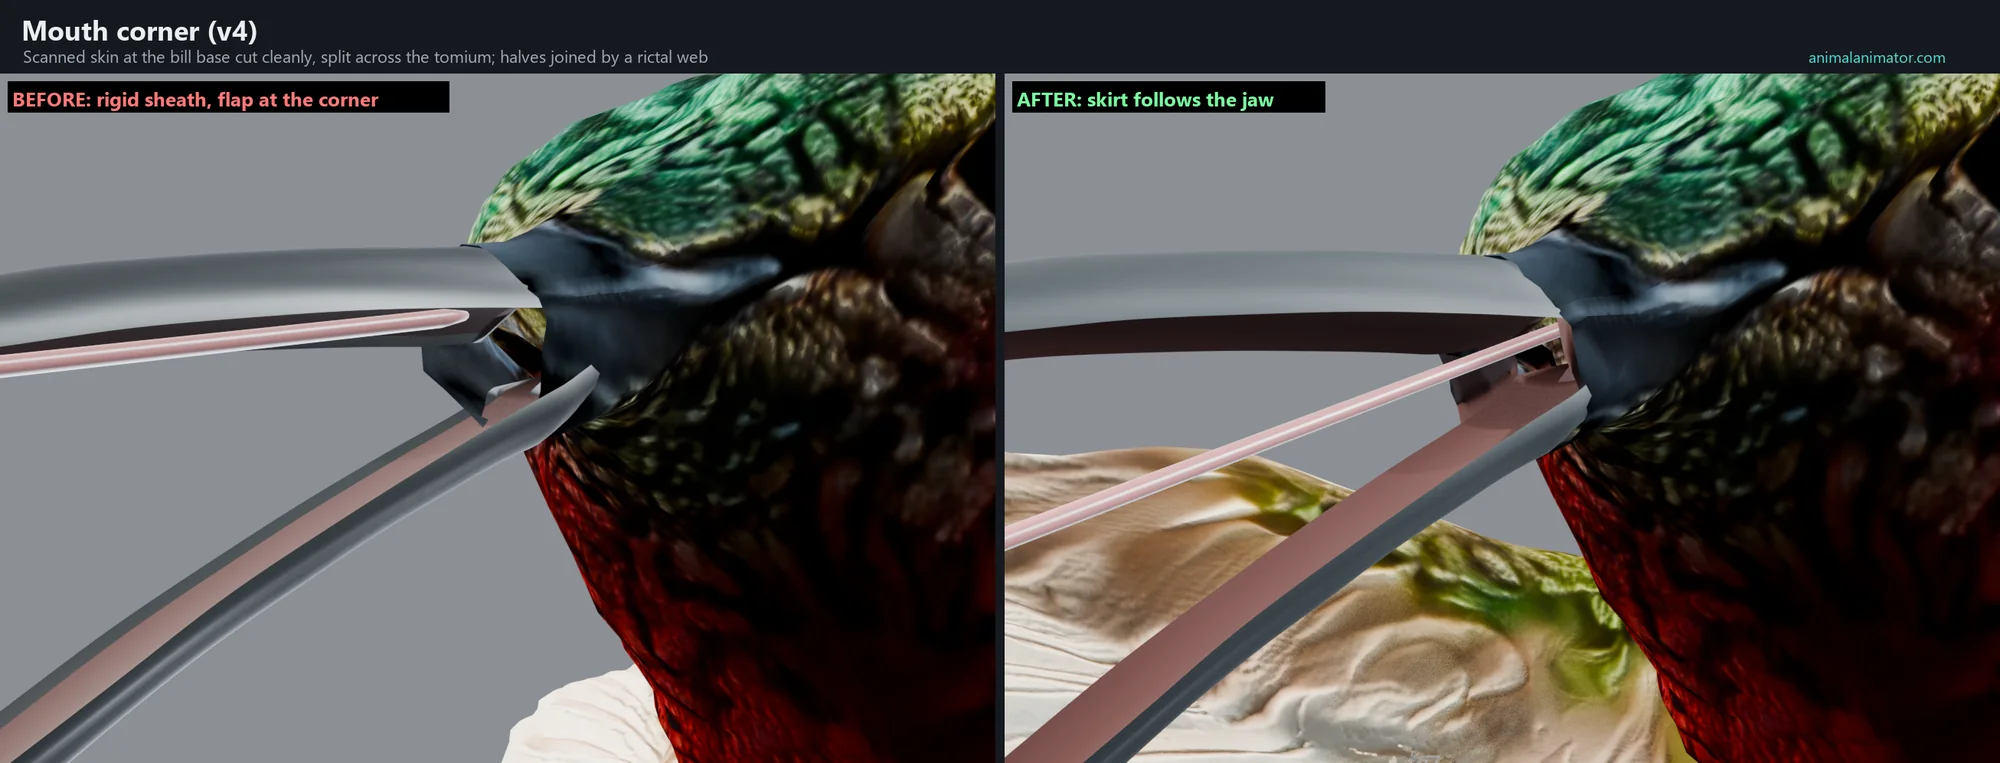 Mouth corner (v4)
Scanned skin at the bill base cut cleanly, split across the tomium; halves joined by a rictal web
animalanimator.com
BEFORE: rigid sheath, flap at the corner
AFTER: skirt follows the jaw